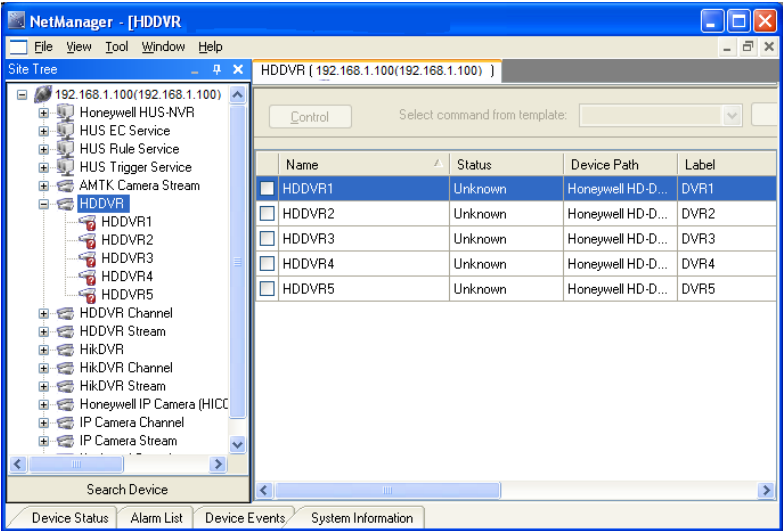 NetManager - [HDDVR
File View Tool Window Help
Site Tree
192.168.1.100(192.168.1.100)
Honeywell HUS-NVR
HUS EC Service
HUS Rule Service
HUS Trigger Service
AMTK Camera Stream
HDDVR
HDDVR1
HDDVR2
HDDVR3
HDDVR4
HDDVR5
HDDVR Channel
HDDVR Stream
HikDVR
HikDVR Channel
HikDVR Stream
Honeywell IP Camera (HICC
IP Camera Channel
IP Camera Stream
Search Device
HDDVR ( 192.168.1.100(192.168.1.100) )
Control Select command from template:
Name Status Device Path Label
HDDVR1 Unknown Honeywell HD-D... DVR1
HDDVR2 Unknown Honeywell HD-D... DVR2
HDDVR3 Unknown Honeywell HD-D... DVR3
HDDVR4 Unknown Honeywell HD-D... DVR4
HDDVR5 Unknown Honeywell HD-D... DVR5
Device Status Alarm List Device Events System Information